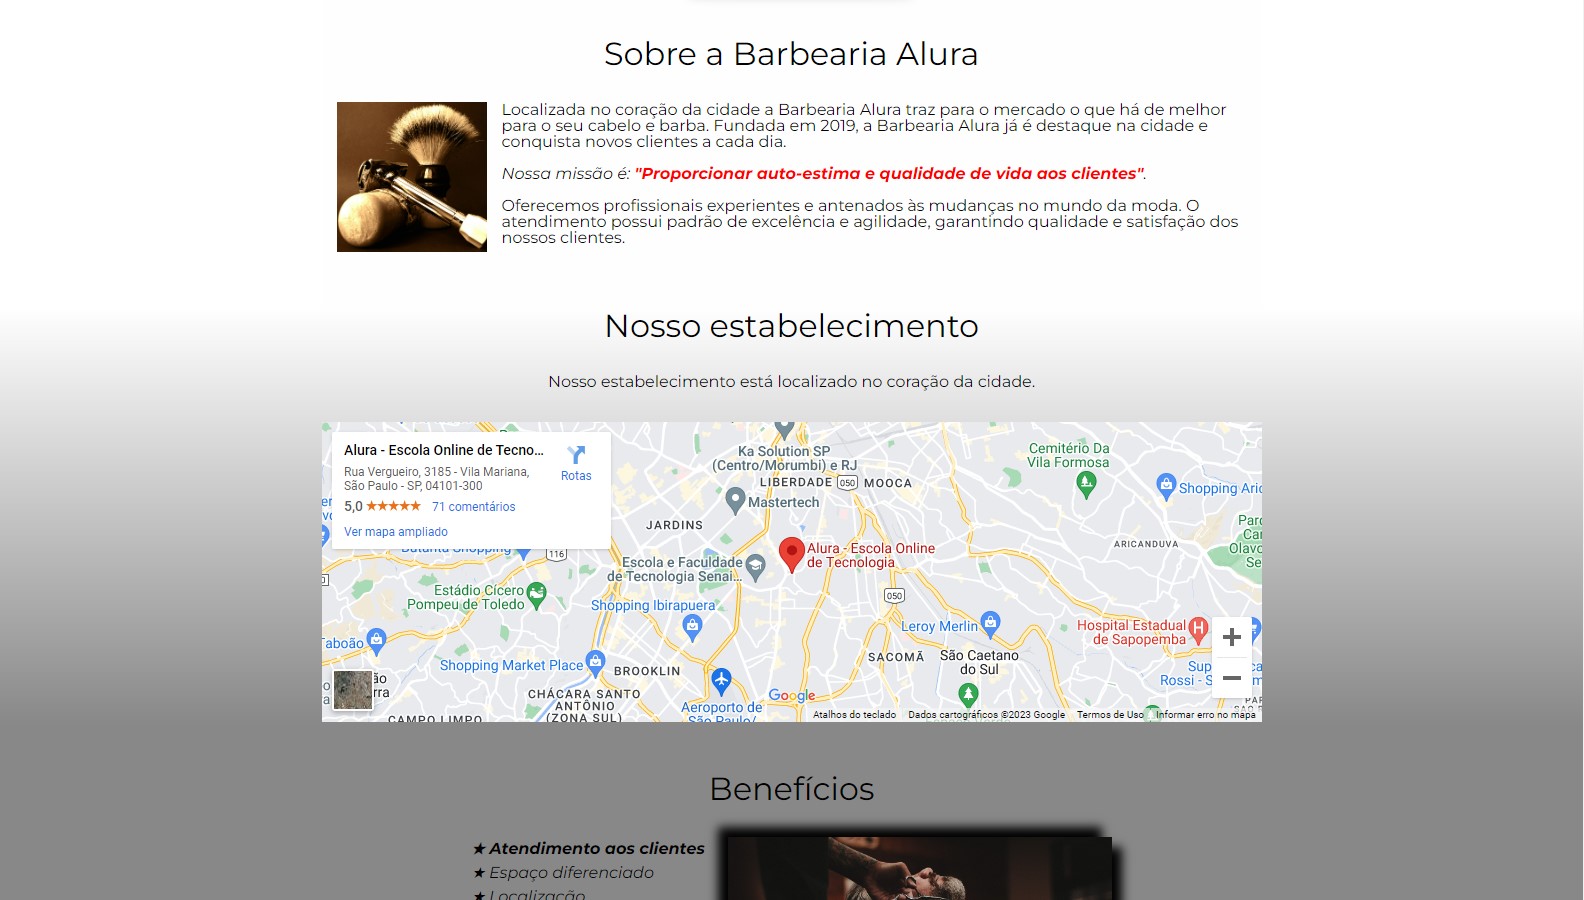 Sobre a Barbearia Alura
Localizada no coração da cidade a Barbearia Alura traz para o mercado o que há de melhor
para o seu cabelo e barba. Fundada em 2019, a Barbearia Alura já é destaque na cidade e
conquista novos clientes a cada dia.
Nossa missão é: "Proporcionar auto-estima e qualidade de vida aos clientes".
Oferecemos profissionais experientes e antenados às mudanças no mundo da moda. O
atendimento possui padrão de excelência e agilidade, garantindo qualidade e satisfação dos
nossos clientes.
Nosso estabelecimento
Nosso estabelecimento está localizado no coração da cidade.
Alura - Escola Online de Tecno...
Rua Vergueiro, 3185 - Vila Mariana,
São Paulo - SP, 04101-300
5,0 71 comentários
Ver mapa ampliado
Rotas
Ka Solution SP
(Centro/Morumbi) e RJ
LIBERDADE
050
MOOCA
Mastertech
JARDINS
Cemitério Da
Vila Formosa
Shopping Aric
ARICANDUVA
Butantã Shopping
116
Escola e Faculdade
de Tecnologia Senai...
Alura - Escola Online
de Tecnologia
Estádio Cícero
Pompeu de Toledo
Shopping Ibirapuera
050
Leroy Merlin
Hospital Estadual
de Sapopemba
Taboão
Shopping Market Place
BROOKLIN
SACOMÃ
São Caetano
do Sul
CHÁCARA SANTO
ANTÔNIO
(ZONA SUL)
CAMPO LIMPO
Aeroporto de
São Paulo/
Google
Atalhos do teclado
Dados cartográficos ©2023 Google
Termos de Uso
Informar erro no mapa
Benefícios
★ Atendimento aos clientes
★ Espaço diferenciado
★ Localização